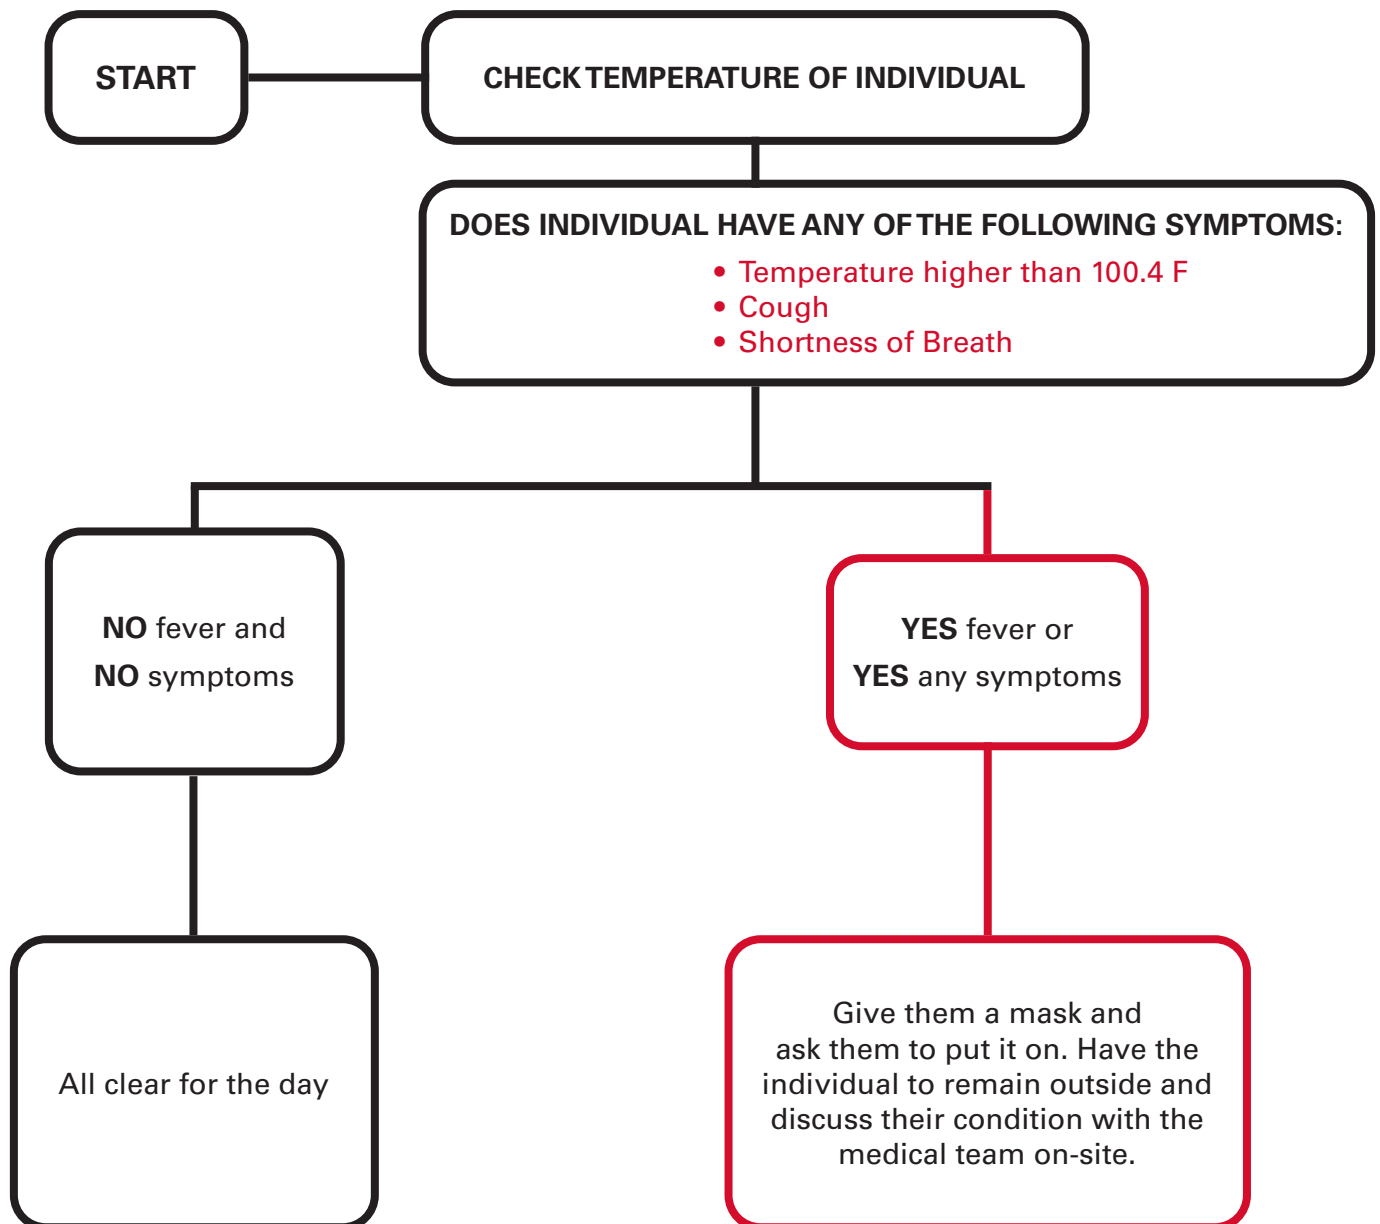 START
CHECK TEMPERATURE OF INDIVIDUAL
DOES INDIVIDUAL HAVE ANY OF THE FOLLOWING SYMPTOMS:
• Temperature higher than 100.4 F
• Cough
• Shortness of Breath
NO fever and
NO symptoms
YES fever or
YES any symptoms
All clear for the day
Give them a mask and
ask them to put it on. Have the
individual to remain outside and
discuss their condition with the
medical team on-site.